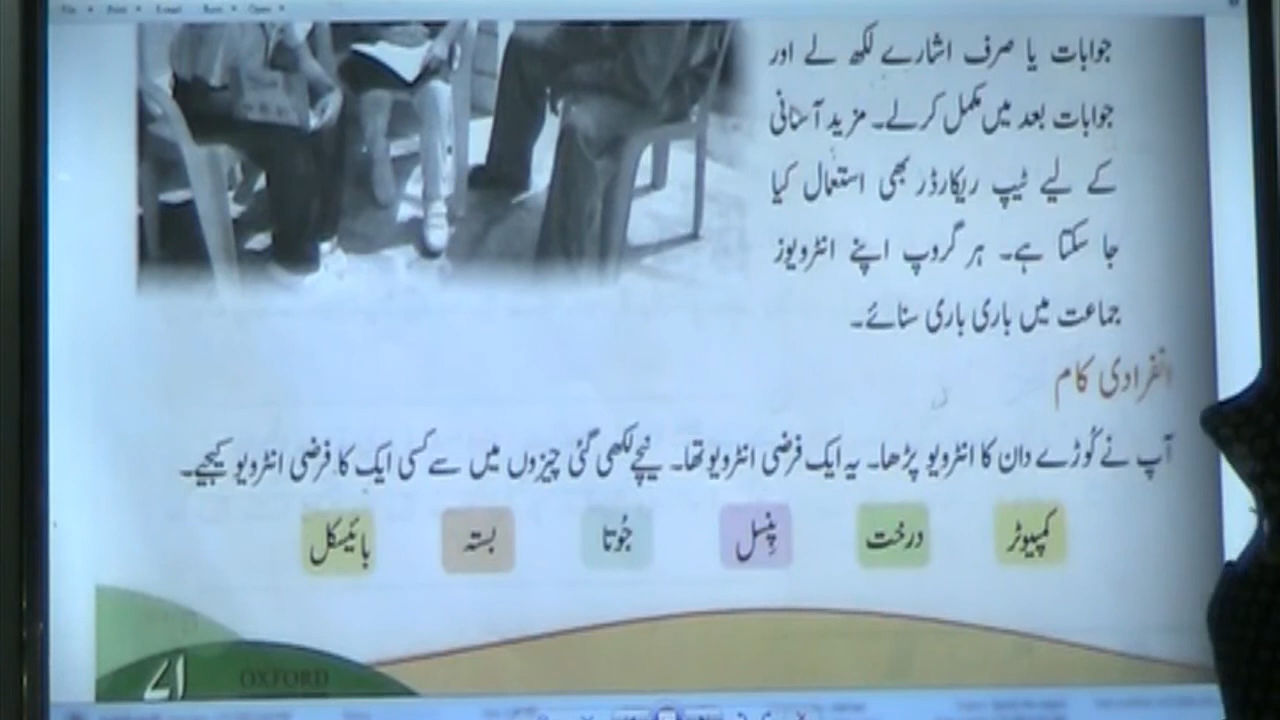 جوابات یا صرف اشارے لکھ لے اور
جوابات بعد میں مکمل کرلے۔ مزید آسانی
کے لیے ٹیپ ریکارڈر بھی استعمال کیا
جا سکتا ہے۔ ہر گروپ اپنے انٹرویوز
جماعت میں باری باری سنائے۔
انفرادی کام
آپ نے کُوڑے دان کا انٹرویو پڑھا۔ یہ ایک فرضی انٹرویو تھا۔ نیچے لکھی گئی چیزوں میں سے کسی ایک کا فرضی انٹرویو کیجیے۔
کمپیوٹر درخت پِنسل جُوتا بستہ بائیسکل
OXFORD